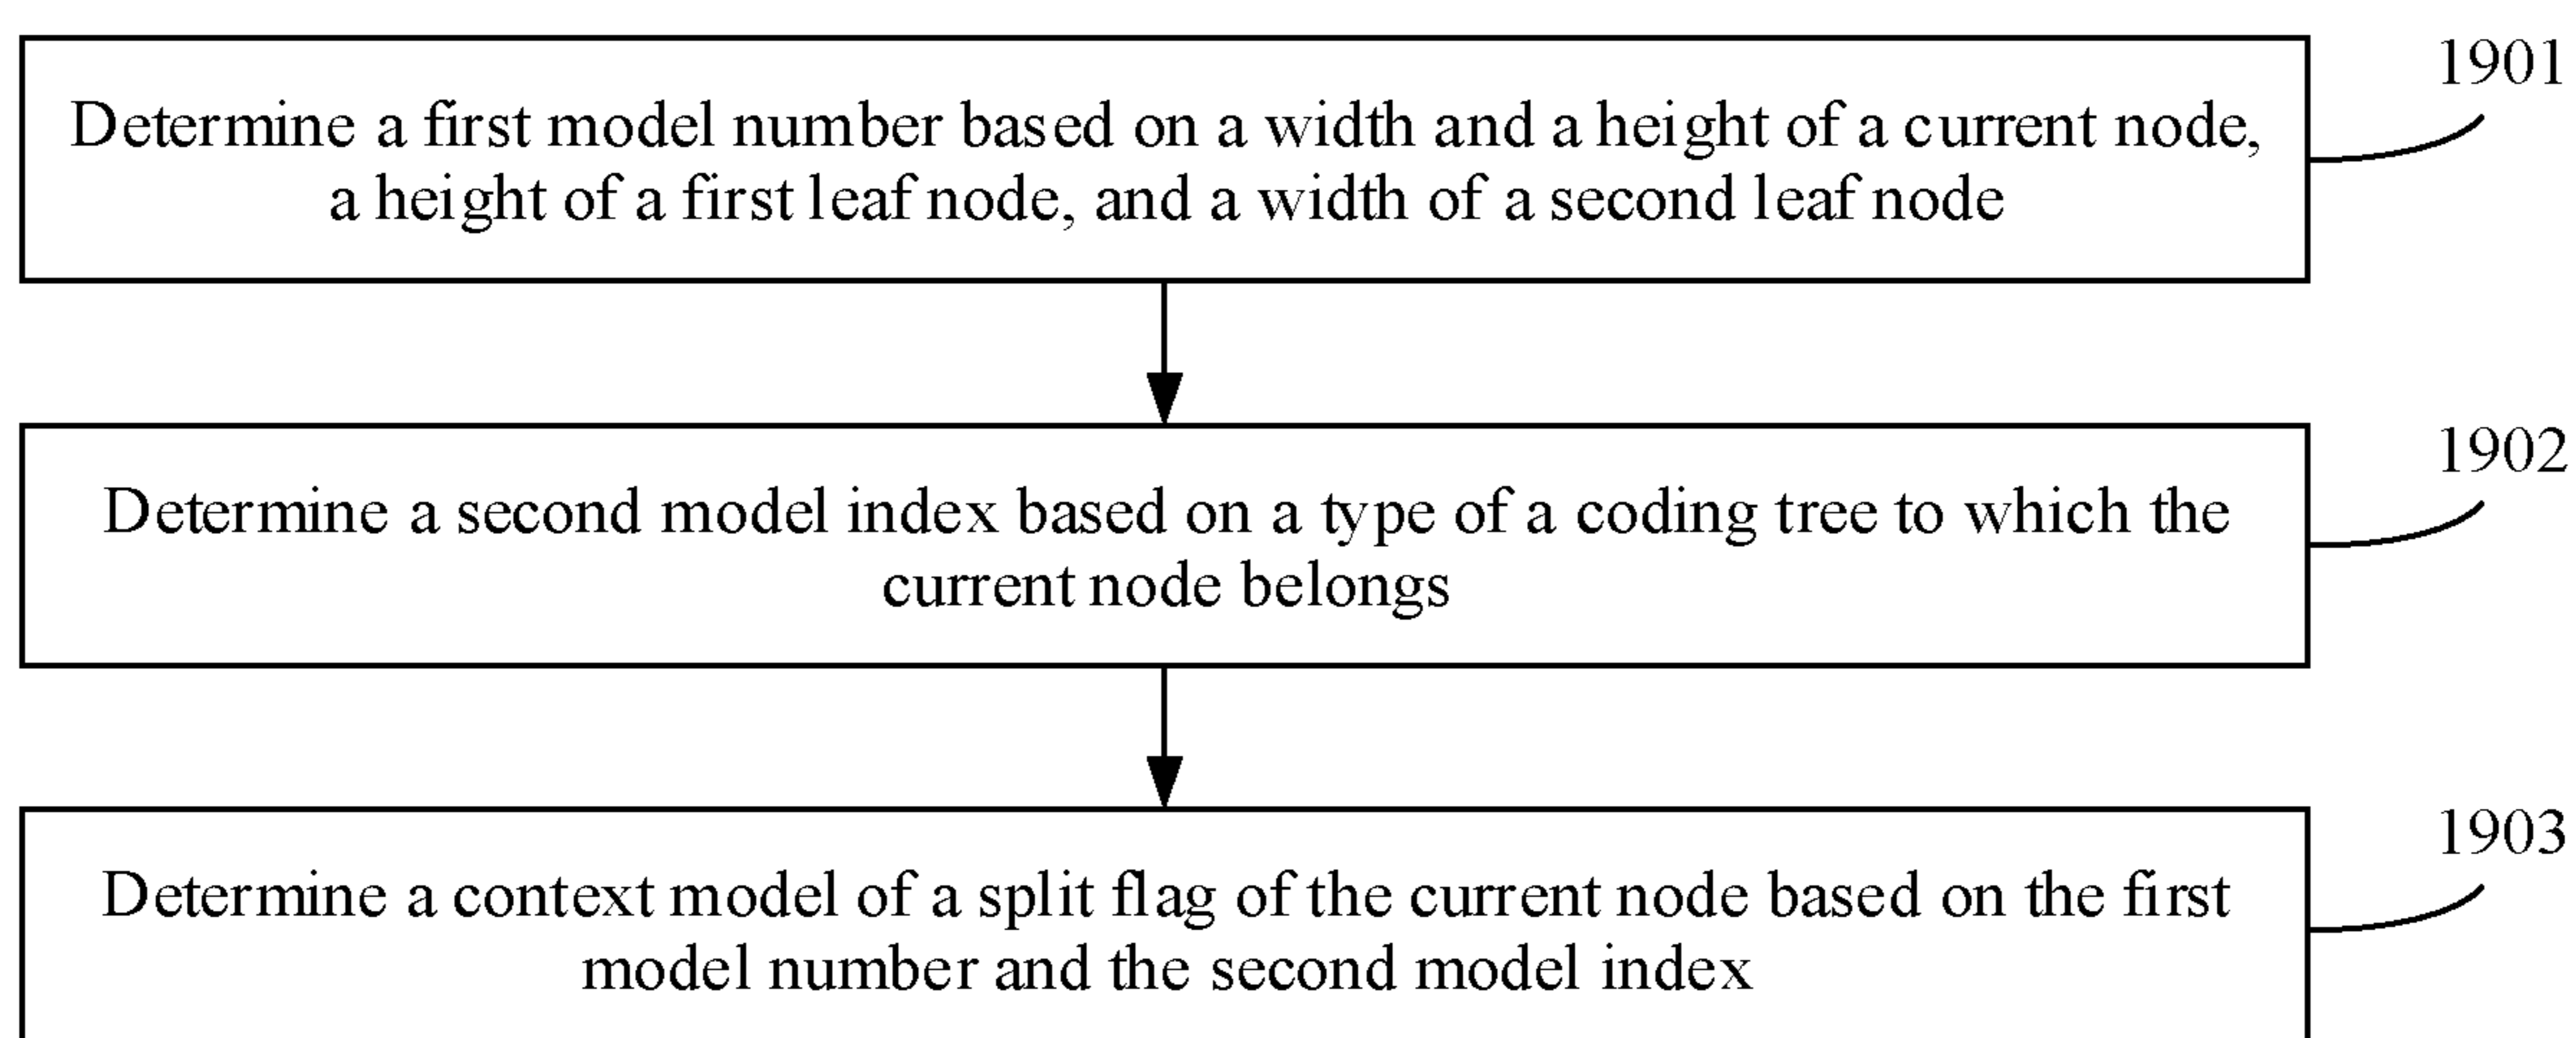 1901
Determine a first model number based on a width and a height of a current node,
a height of a first leaf node, and a width of a second leaf node
1902
Determine a second model index based on a type of a coding tree to which the
current node belongs
1903
Determine a context model of a split flag of the current node based on the first
model number and the second model index